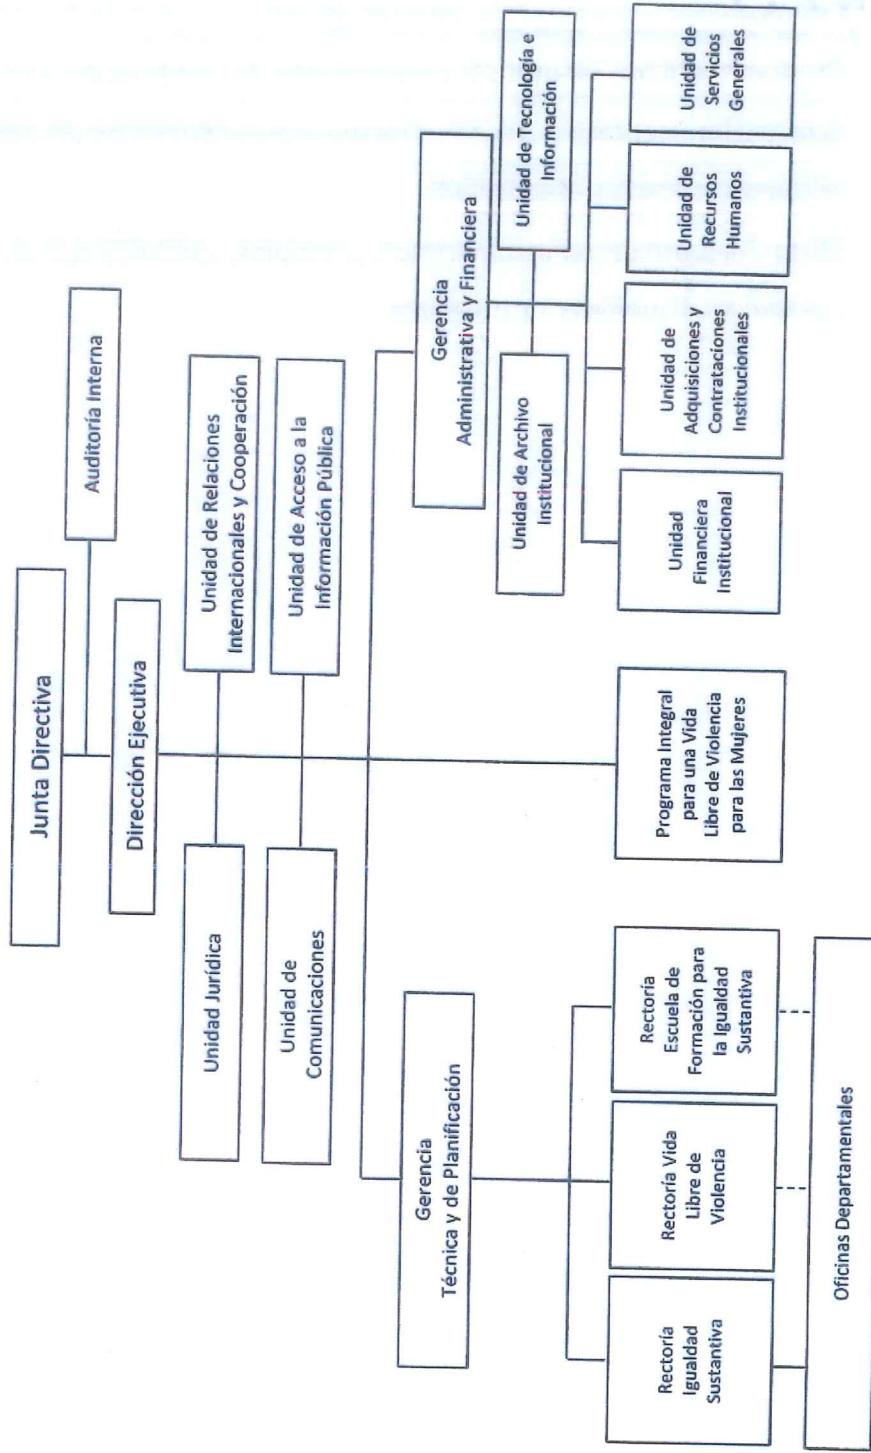 Junta Directiva
Auditoría Interna
Dirección Ejecutiva
Unidad Jurídica
Unidad de Relaciones
Internacionales y Cooperación
Unidad de
Comunicaciones
Unidad de Acceso a la
Información Pública
Gerencia
Técnica y de Planificación
Gerencia
Administrativa y Financiera
Unidad de Archivo
Institucional
Unidad de Tecnología e
Información
Rectoría
Igualdad
Sustantiva
Rectoría Vida
Libre de
Violencia
Rectoría
Escuela de
Formación para
la Igualdad
Sustantiva
Programa Integral
para una Vida
Libre de Violencia
para las Mujeres
Unidad
Financiera
Institucional
Unidad de
Adquisiciones y
Contrataciones
Institucionales
Unidad de
Recursos
Humanos
Unidad de
Servicios
Generales
Oficinas Departamentales